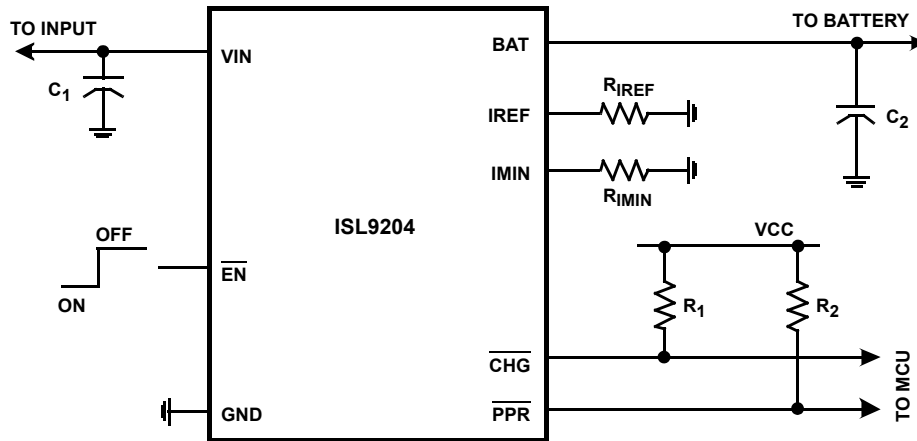 TO INPUT
TO BATTERY
VIN
BAT
C1
RIREF
IREF
C2
IMIN
RIMIN
ISL9204
OFF
VCC
EN
ON
R1
R2
CHG
GND
PPR
TO MCU